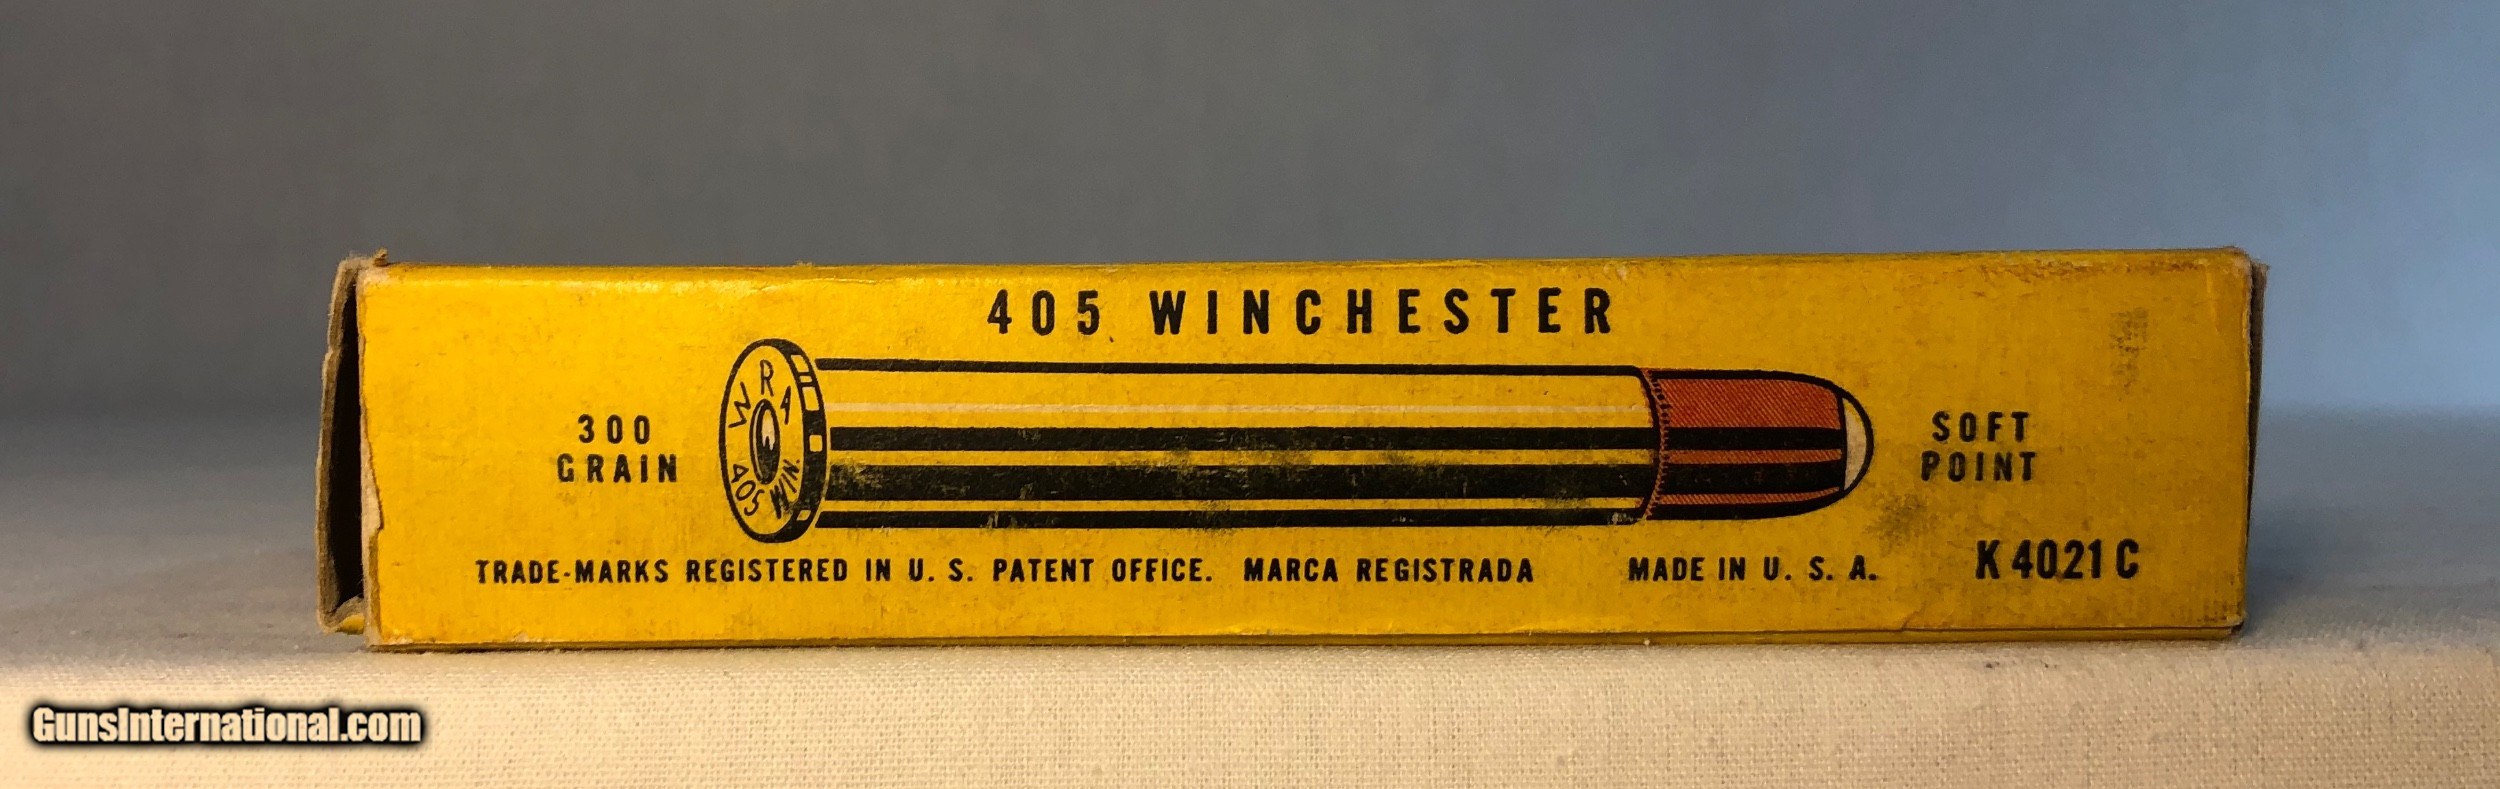 405 WINCHESTER
300
GRAIN
W R A
405 WIN.
SOFT
POINT
TRADE-MARKS REGISTERED IN U. S. PATENT OFFICE. MARCA REGISTRADA MADE IN U. S. A.
K4021C
GunsInternational.com